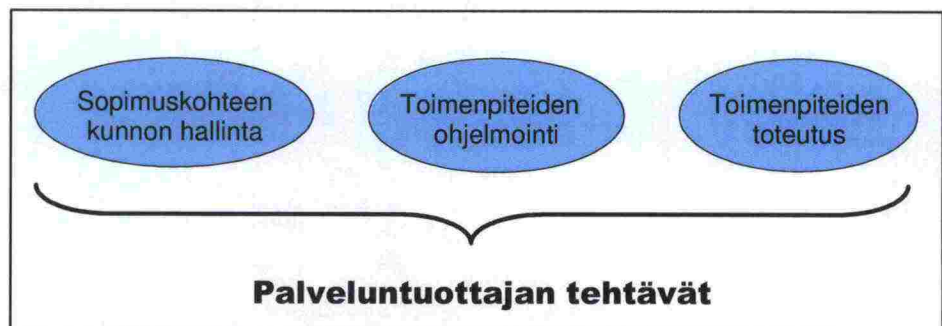 Sopimuskohteen
kunnon hallinta
Toimenpiteiden
ohjelmointi
Toimenpiteiden
toteutus
Palveluntuottajan tehtävät